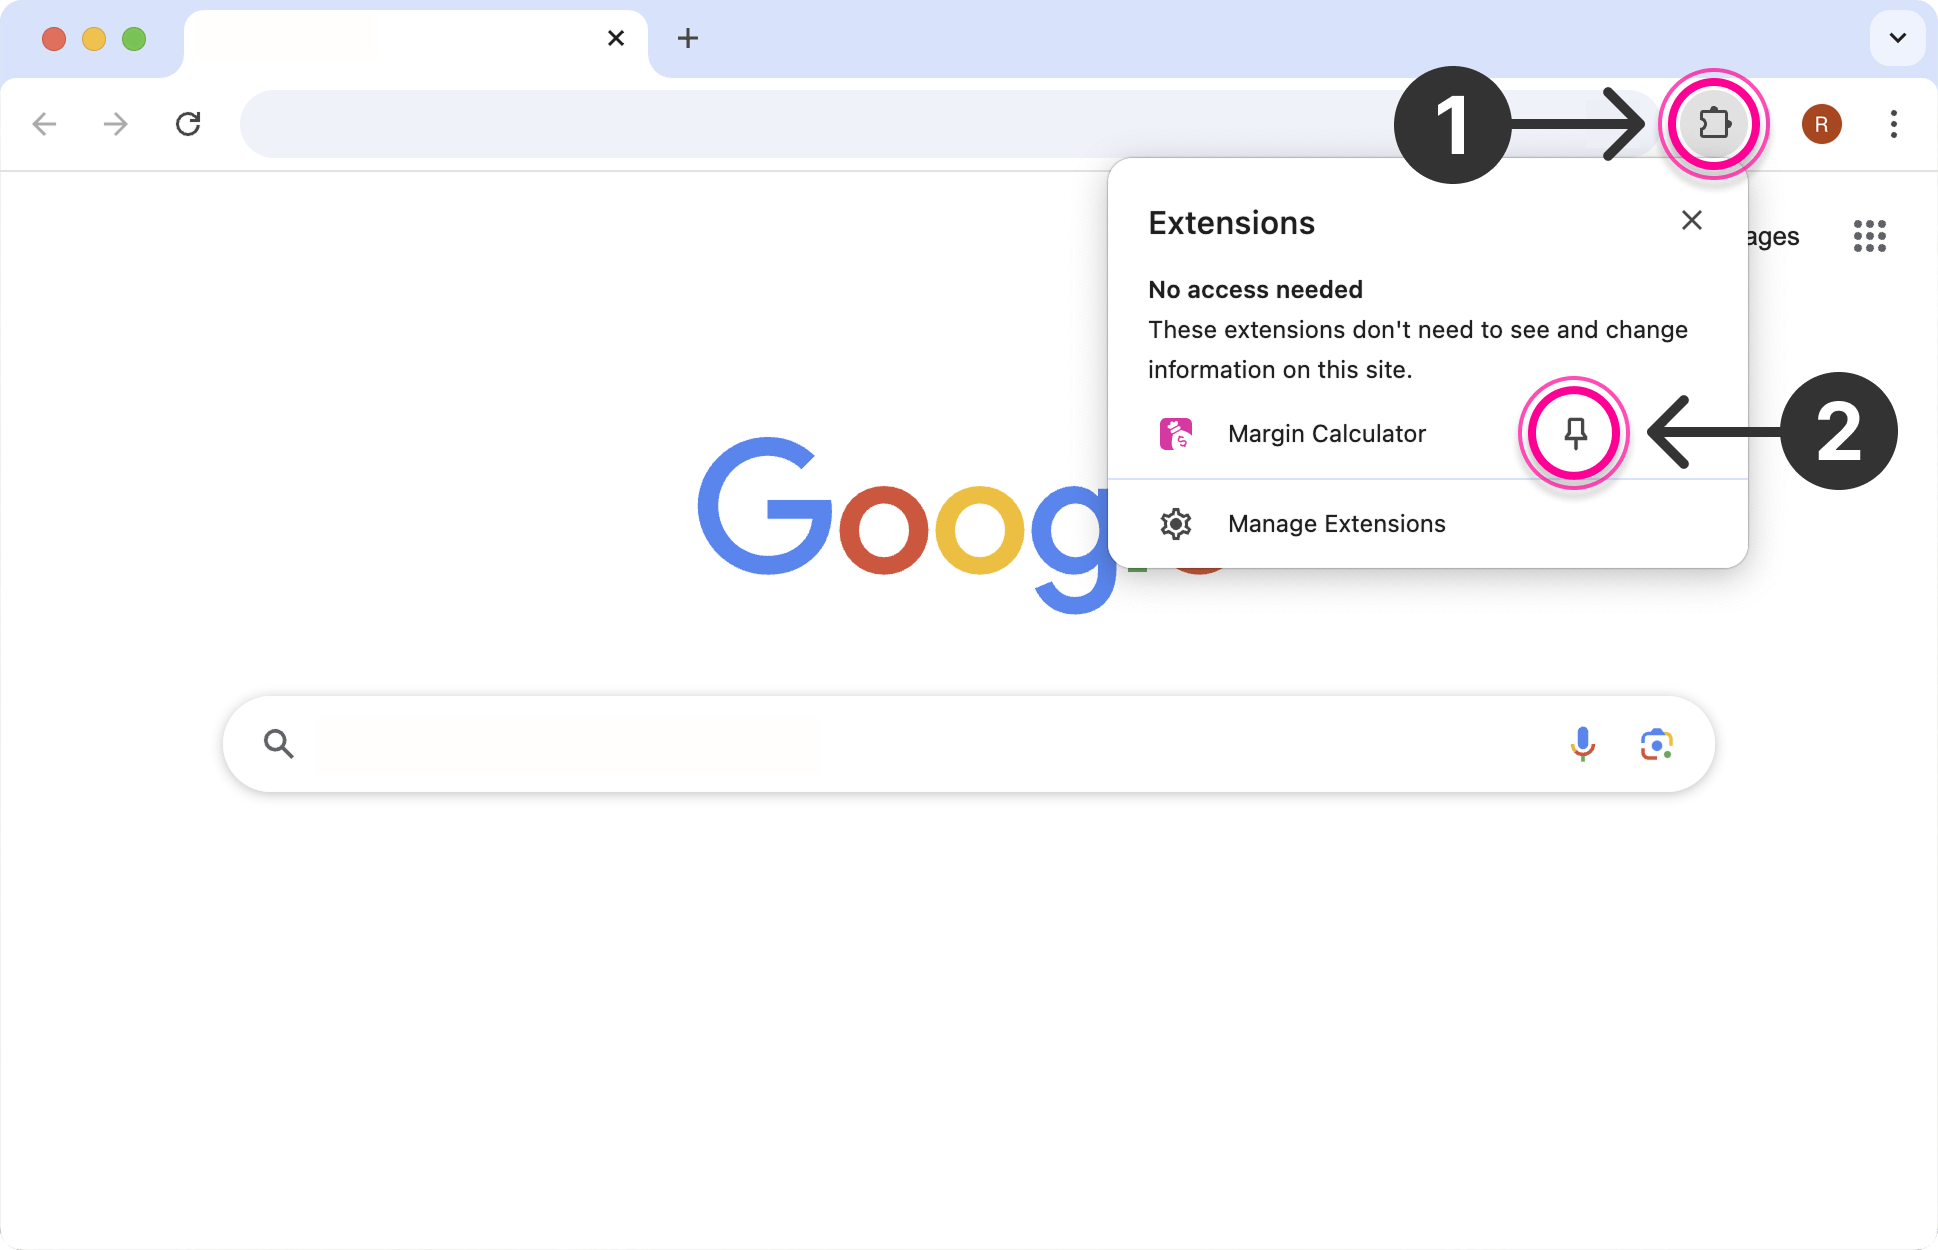 1
R
Extensions
ages
No access needed
These extensions don't need to see and change
information on this site.
Margin Calculator
2
Goog
Manage Extensions